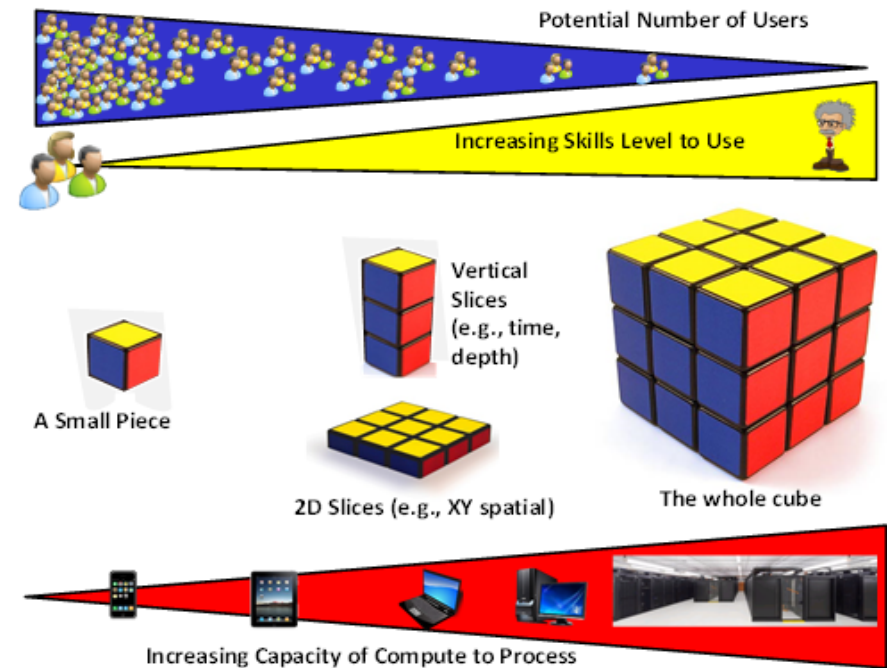 Potential Number of Users
Increasing Skills Level to Use
Vertical
Slices
(e.g., time,
depth)
A Small Piece
2D Slices (e.g., XY spatial)
The whole cube
Increasing Capacity of Compute to Process